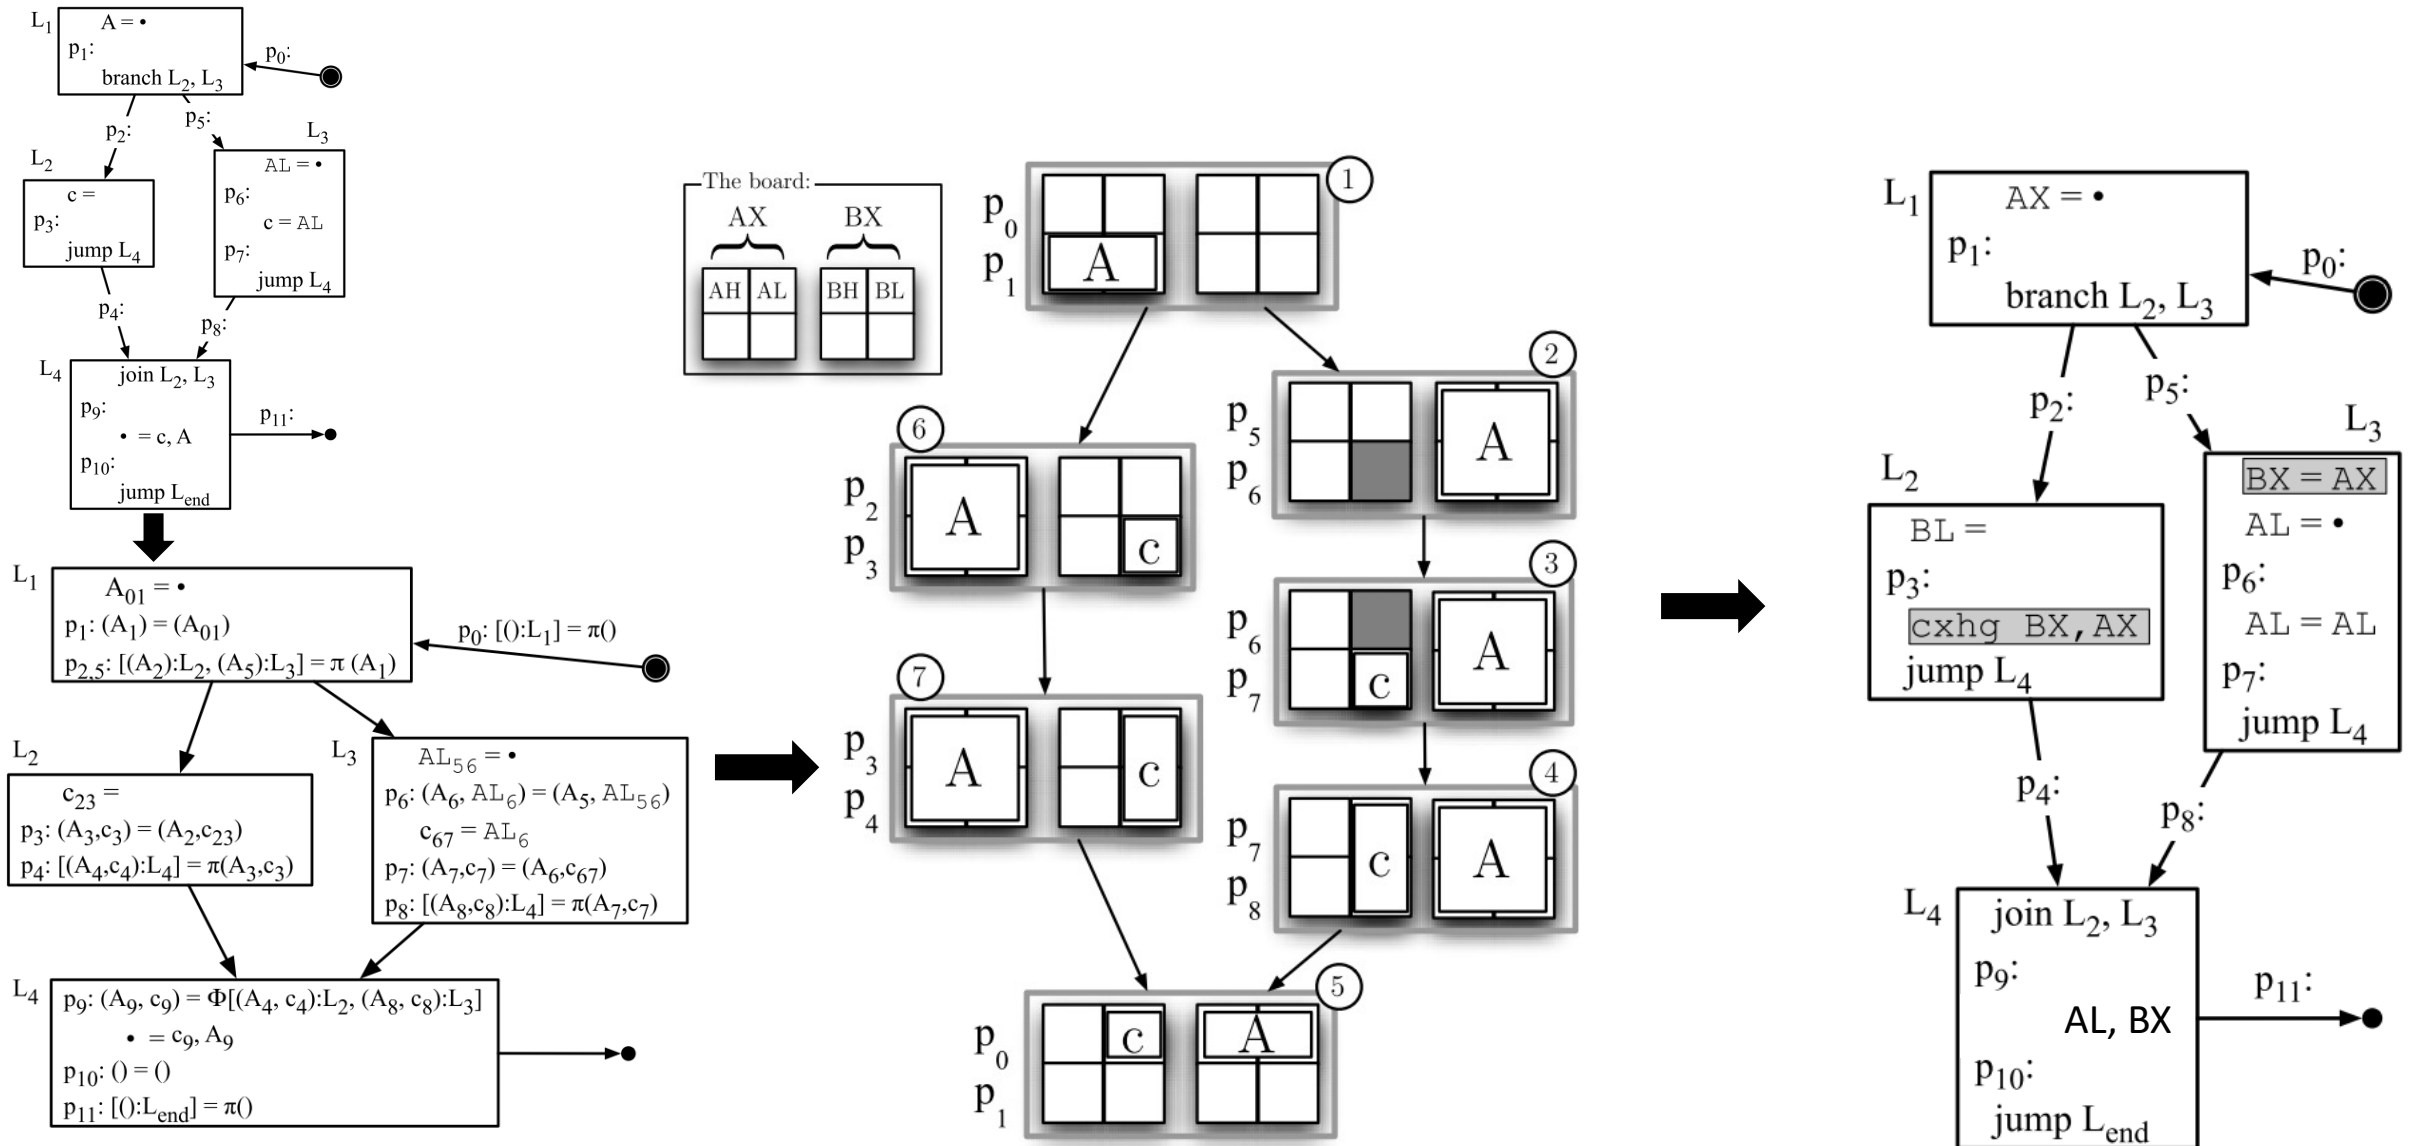 L1
A = •
p1:
branch L2, L3
p0:
p2:
p5:
L2
c =
p3:
jump L4
L3
AL = •
p6:
c = AL
p7:
jump L4
p4:
p8:
L4
join L2, L3
p9:
• = c, A
p10:
jump Lend
p11:
L1
A01 = •
p1: (A1) = (A01)
p2,5: [(A2):L2, (A5):L3] = π (A1)
p0: [():L1] = π()
L2
c23 =
p3: (A3,c3) = (A2,c23)
p4: [(A4,c4):L4] = π(A3,c3)
L3
AL56 = •
p6: (A6, AL6) = (A5, AL56)
c67 = AL6
p7: (A7,c7) = (A6,c67)
p8: [(A8,c8):L4] = π(A7,c7)
L4
p9: (A9, c9) = Φ[(A4, c4):L2, (A8, c8):L3]
• = c9, A9
p10: () = ()
p11: [():Lend] = π()
The board:
AX BX
AH AL BH BL
1
p0
p1
A
2
p5
p6
A
6
p2
p3
A
c
3
p6
p7
c
A
7
p3
p4
A
c
4
p7
p8
c
A
5
p0
p1
c
A
L1
AX = •
p1:
branch L2, L3
p0:
p2:
p5:
L2
BL =
p3:
cxhg BX,AX
jump L4
L3
BX = AX
AL = •
p6:
AL = AL
p7:
jump L4
p4:
p8:
L4
join L2, L3
p9:
AL, BX
p10:
jump Lend
p11: